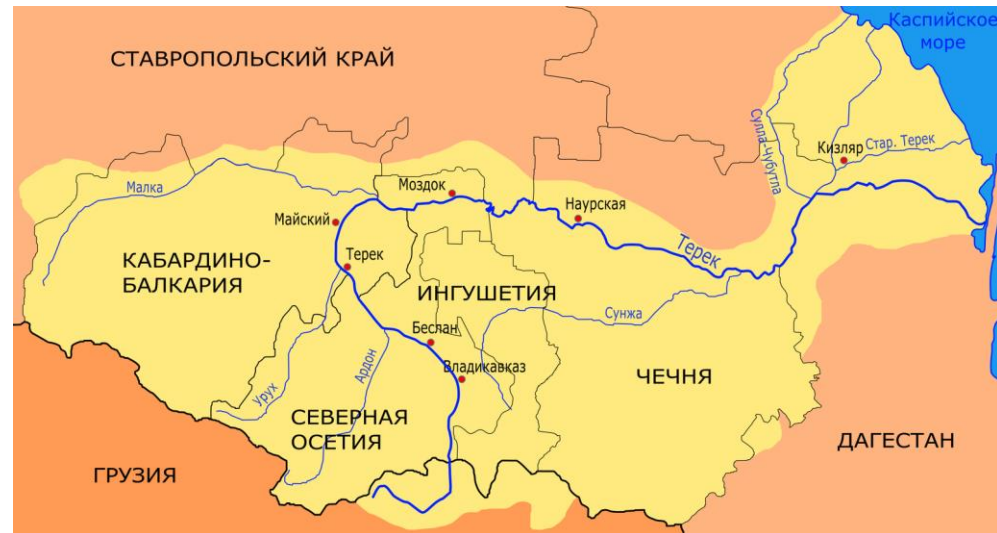 Каспийское
море
СТАВРОПОЛЬСКИЙ КРАЙ
Сулла-Чубутла
Кизляр
Стар. Терек
Малка
Моздок
Майский
Наурская
Терек
Терек
КАБАРДИНО-
БАЛКАРИЯ
ИНГУШЕТИЯ
Сунжа
Беслан
Владикавказ
ЧЕЧНЯ
Урух
Ардон
СЕВЕРНАЯ
ОСЕТИЯ
ДАГЕСТАН
ГРУЗИЯ